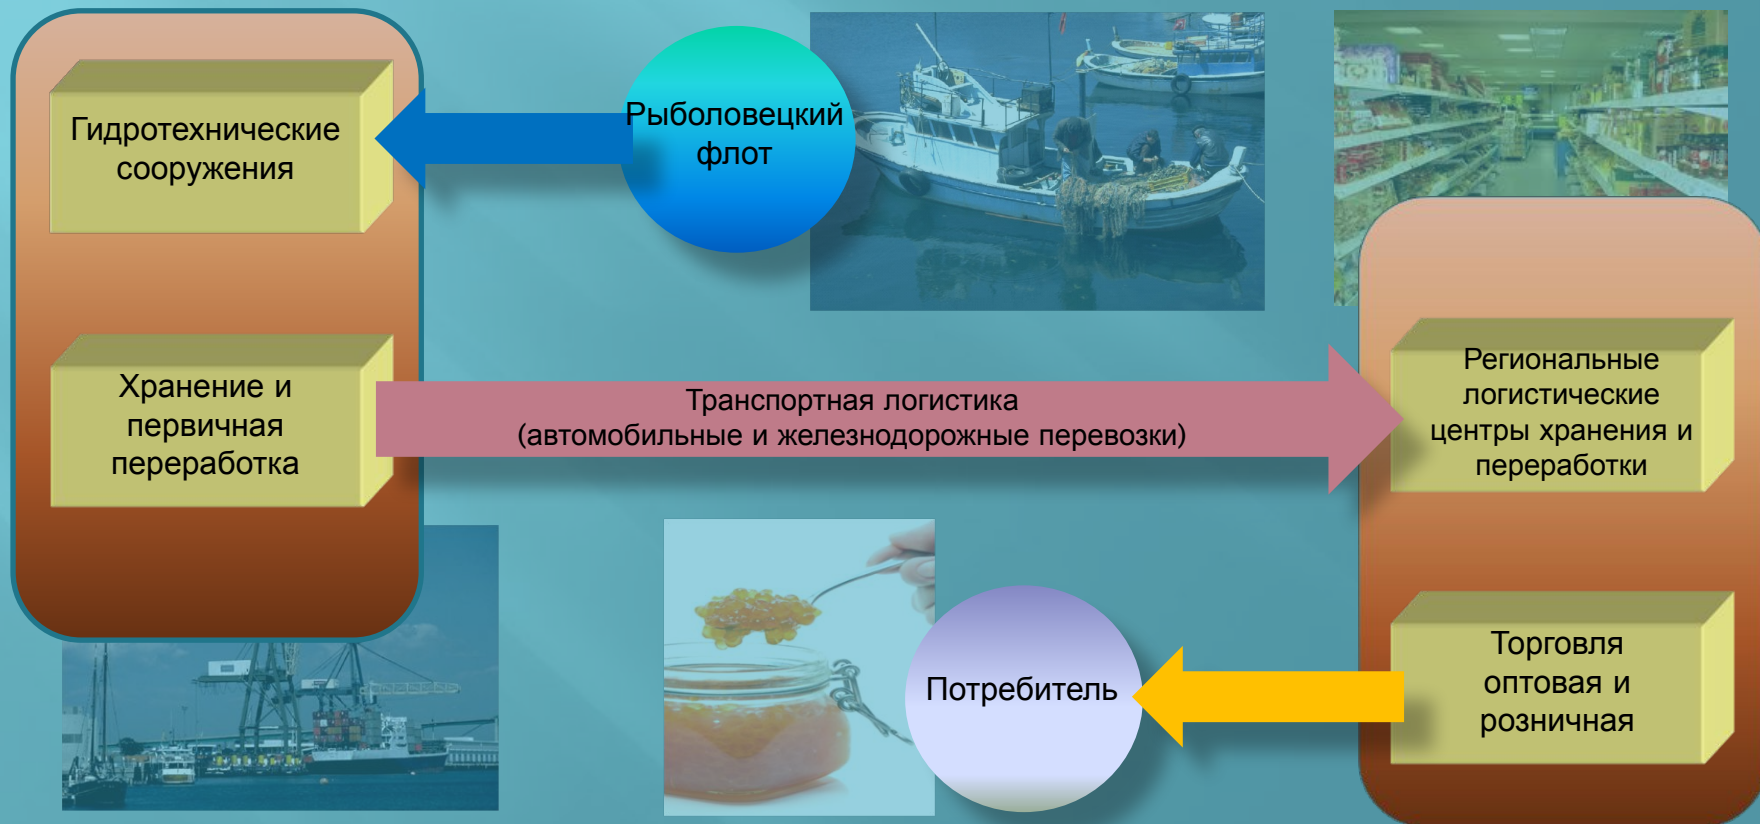 Гидротехнические
сооружения
Рыболовецкий
флот
Хранение и
первичная
переработка
Транспортная логистика
(автомобильные и железнодорожные перевозки)
Региональные
логистические
центры хранения и
переработки
Потребитель
Торговля
оптовая и
розничная